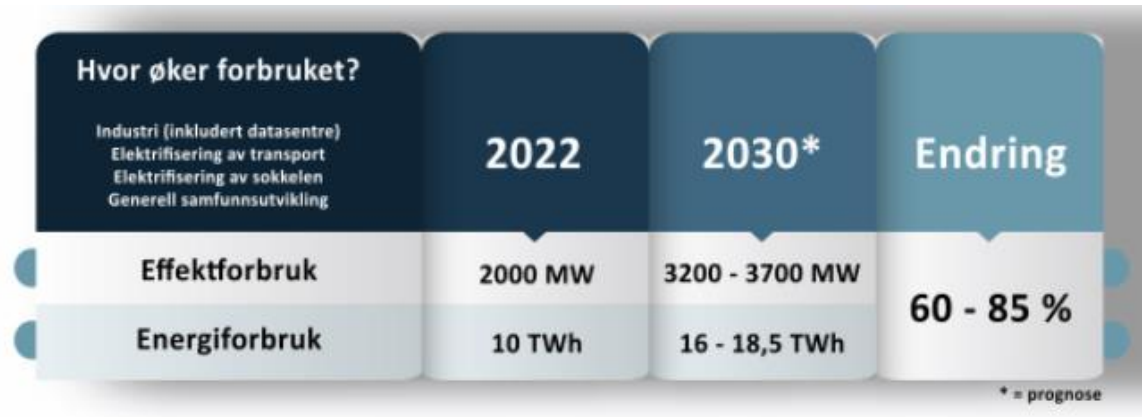 Hvor øker forbruket?
Industri (inkludert datasentre)
Elektrifisering av transport
Elektrifisering av sokkelen
Generell samfunnsutvikling
2022
2030*
Endring
Effektforbruk
2000 MW
3200 - 3700 MW
60 - 85 %
Energiforbruk
10 TWh
16 - 18,5 TWh
* = prognose